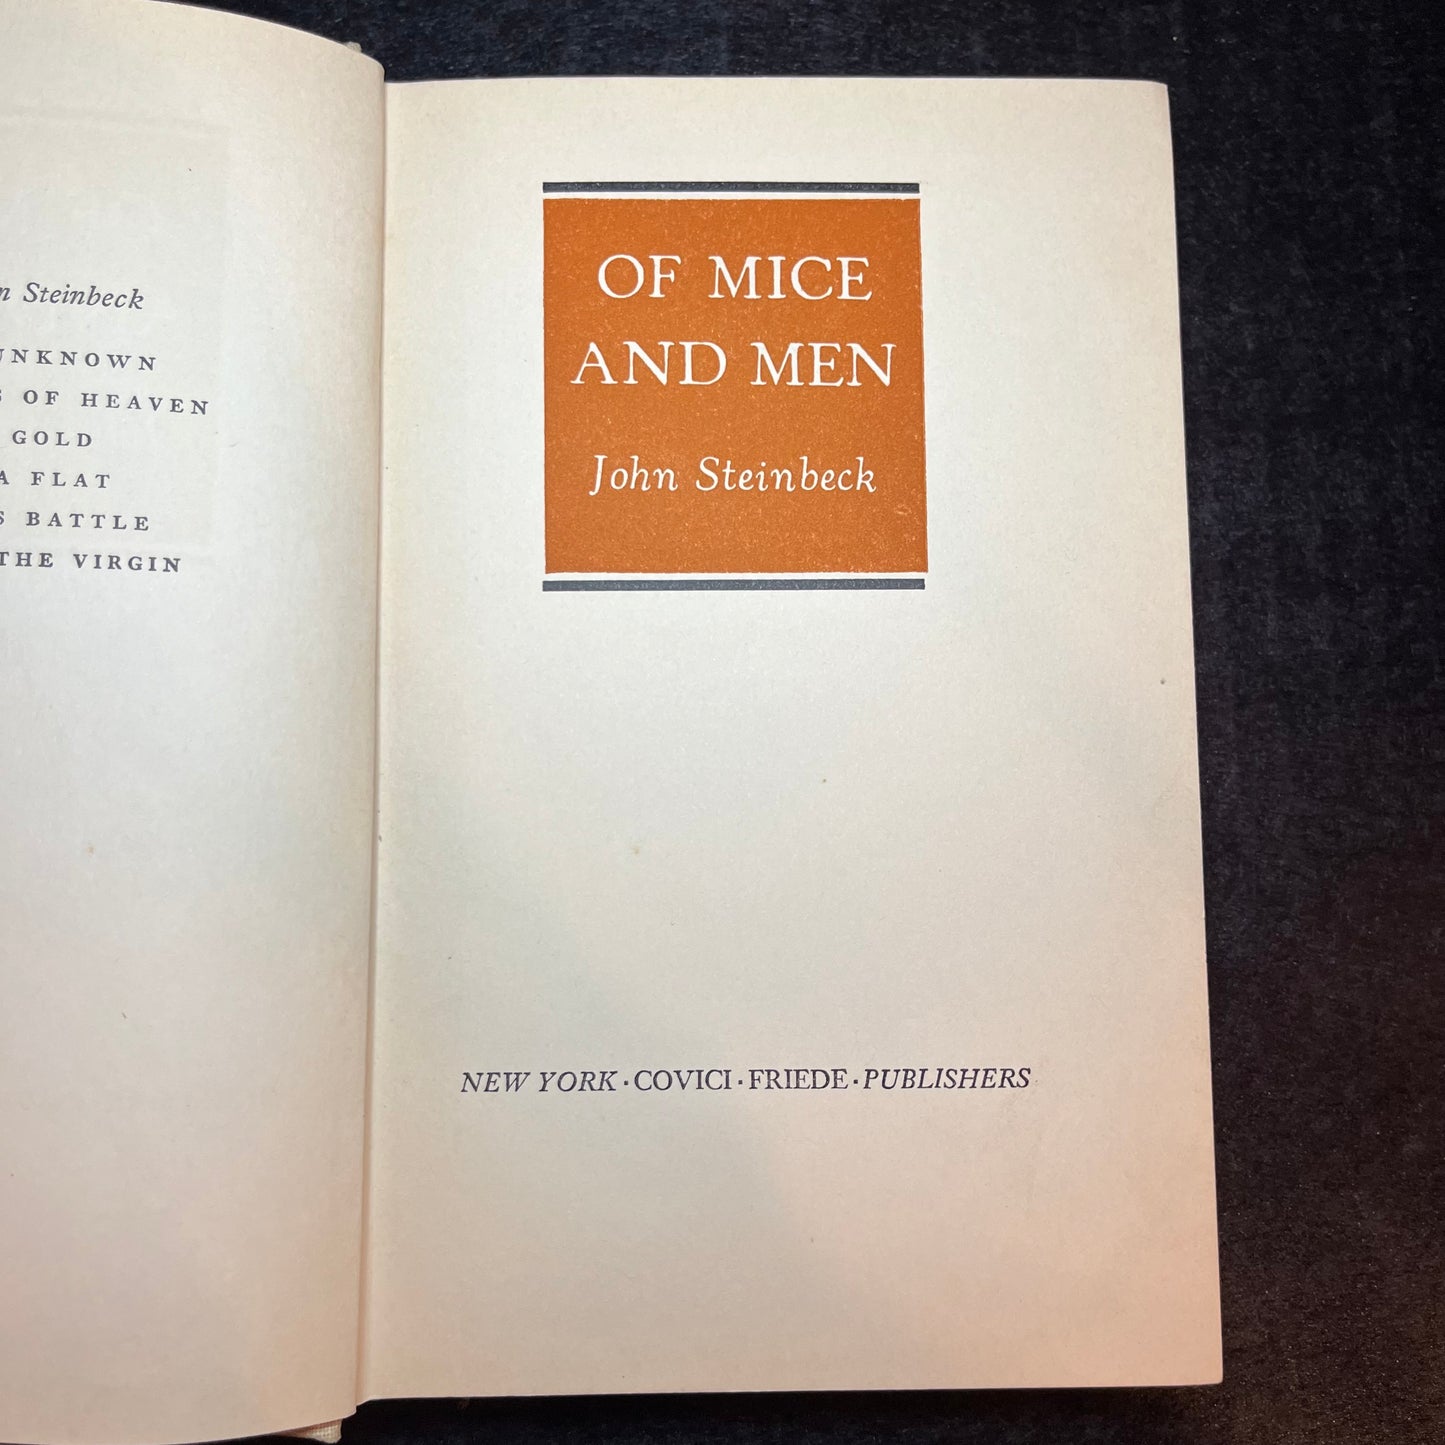 n Steinbeck
UNKNOWN
S OF HEAVEN
GOLD
A FLAT
S BATTLE
THE VIRGIN
OF MICE
AND MEN
John Steinbeck
NEW YORK · COVICI · FRIEDE · PUBLISHERS